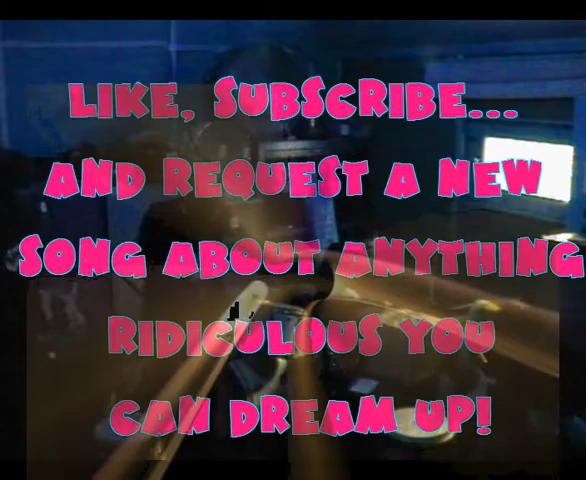 LIKE, SUBSCRIBE...
AND REQUEST A NEW
SONG ABOUT ANYTHING
RIDICULOUS YOU
CAN DREAM UP!